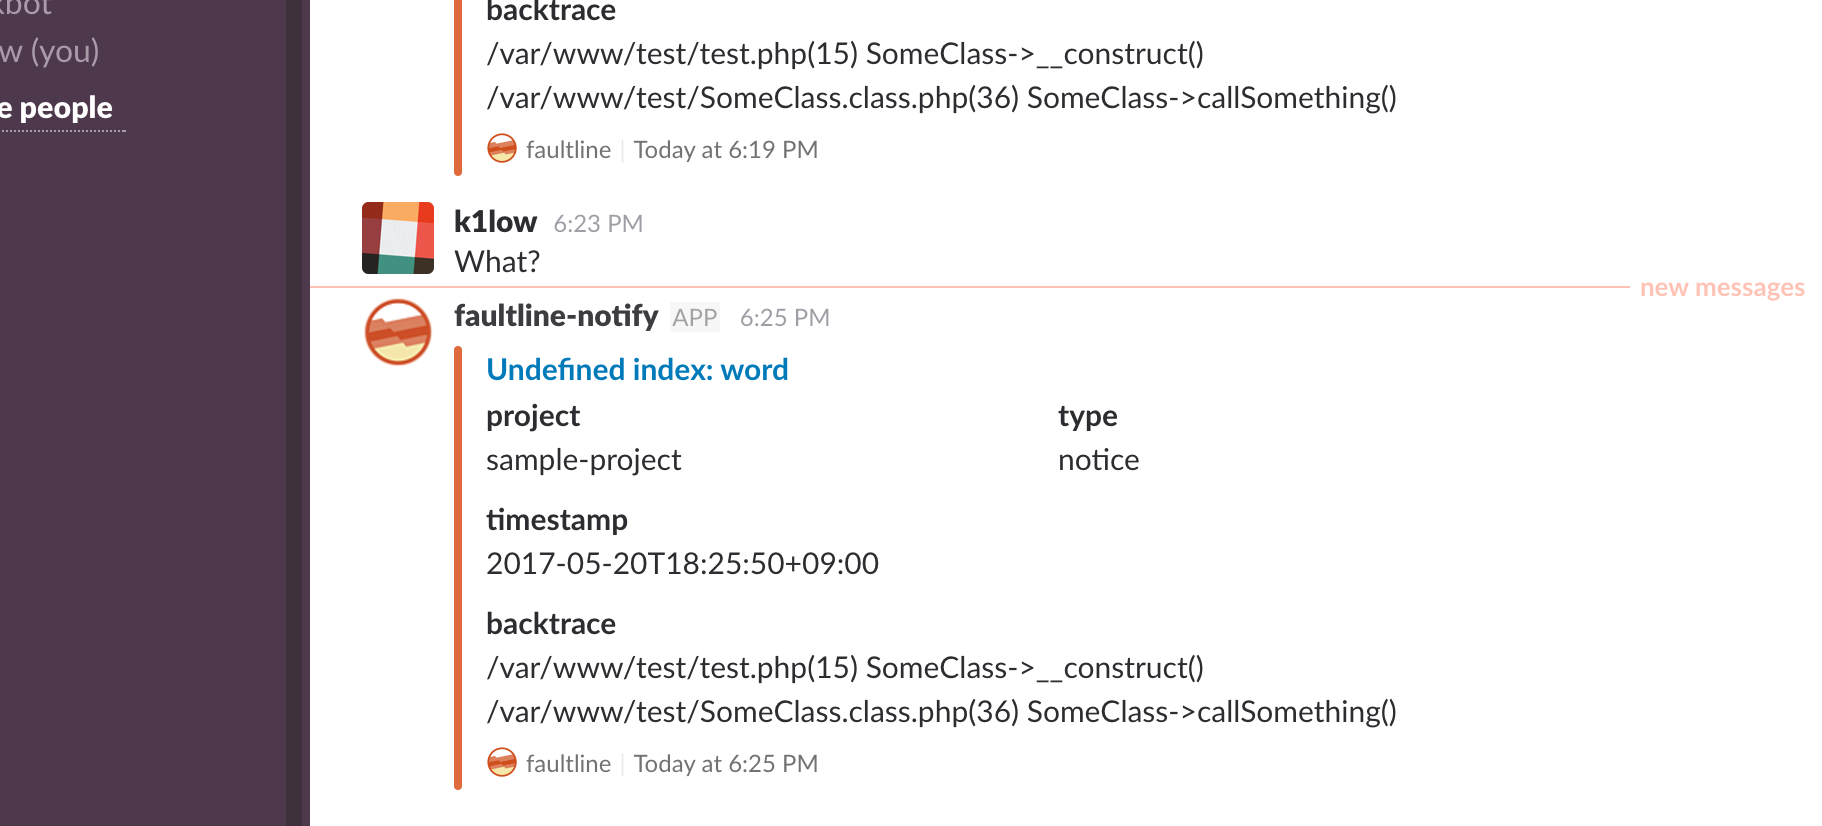 w (you)
e people
backtrace
/var/www/test/test.php(15) SomeClass->__construct()
/var/www/test/SomeClass.class.php(36) SomeClass->callSomething()
faultline | Today at 6:19 PM
k1low 6:23 PM
What?
new messages
faultline-notify APP 6:25 PM
Undefined index: word
project type
sample-project notice
timestamp
2017-05-20T18:25:50+09:00
backtrace
/var/www/test/test.php(15) SomeClass->__construct()
/var/www/test/SomeClass.class.php(36) SomeClass->callSomething()
faultline | Today at 6:25 PM